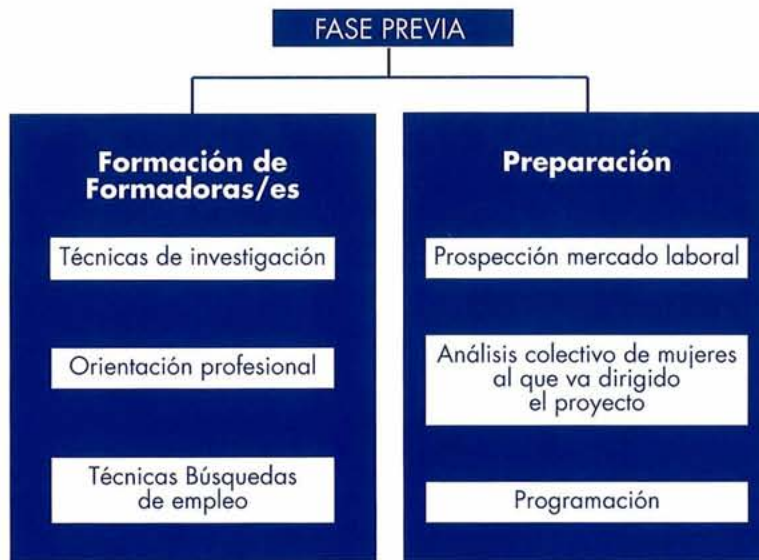 FASE PREVIA
Formación de
Formadoras/es
Técnicas de investigación
Orientación profesional
Técnicas Búsquedas
de empleo
Preparación
Prospección mercado laboral
Análisis colectivo de mujeres
al que va dirigido
el proyecto
Programación